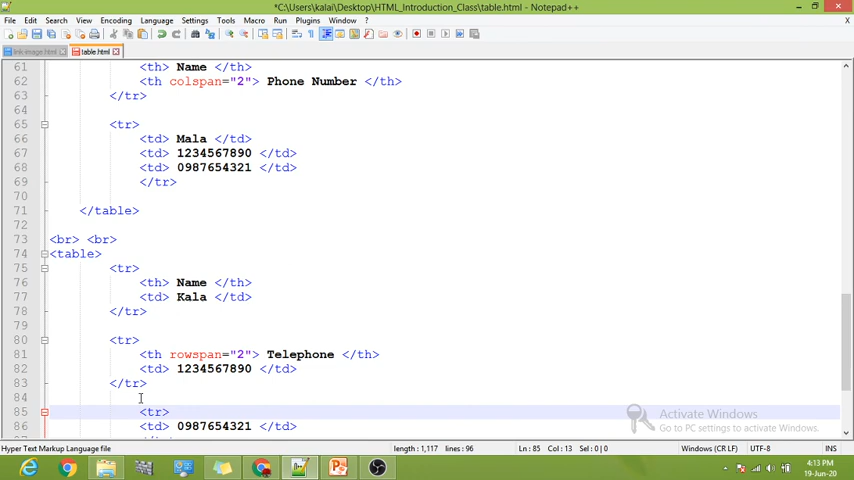 *C:\Users\kalai\Desktop\HTML_Introduction_Class\table.html - Notepad++
File Edit Search View Encoding Language Settings Tools Macro Run Plugins Window ?
link image.html table.html
61 <th> Name </th>
62 <th colspan="2"> Phone Number </th>
63 </tr>
64
65 <tr>
66 <td> Mala </td>
67 <td> 1234567890 </td>
68 <td> 0987654321 </td>
69 </tr>
70
71 </table>
72
73 <br> <br>
74 <table>
75 <tr>
76 <th> Name </th>
77 <td> Kala </td>
78 </tr>
79
80 <tr>
81 <th rowspan="2"> Telephone </th>
82 <td> 1234567890 </td>
83 </tr>
84
85 <tr>
86 <td> 0987654321 </td>
Activate Windows
Go to PC settings to activate Windows.
Hyper Text Markup Language file length : 1,117 lines : 96 Ln : 85 Col : 13 Sel : 0 | 0 Windows (CR LF) UTF-8 INS
4:13 PM
19-Jun-20